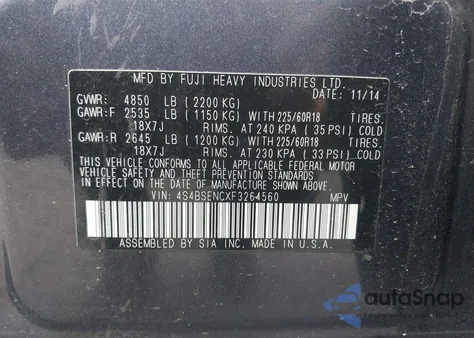 MFD BY FUJI HEAVY INDUSTRIES LTD.
DATE: 11/14
GVWR: 4850 LB (2200 KG)
GAWR:F 2535 LB (1150 KG) WITH 225/60R18 TIRES.
18X7J RIMS. AT 240 KPA (35 PSI) COLD
GAWR:R 2645 LB (1200 KG) WITH 225/60R18 TIRES.
18X7J RIMS. AT 230 KPA (33 PSI) COLD
THIS VEHICLE CONFORMS TO ALL APPLICABLE FEDERAL MOTOR
VEHICLE SAFETY STANDARDS IN EFFECT ON
THE DATE OF MANUFACTURE SHOWN ABOVE.
VIN: 4S4BSENCXF3264560 MPV
ASSEMBLED BY SIA INC. MADE IN U.S.A.
autoSnap